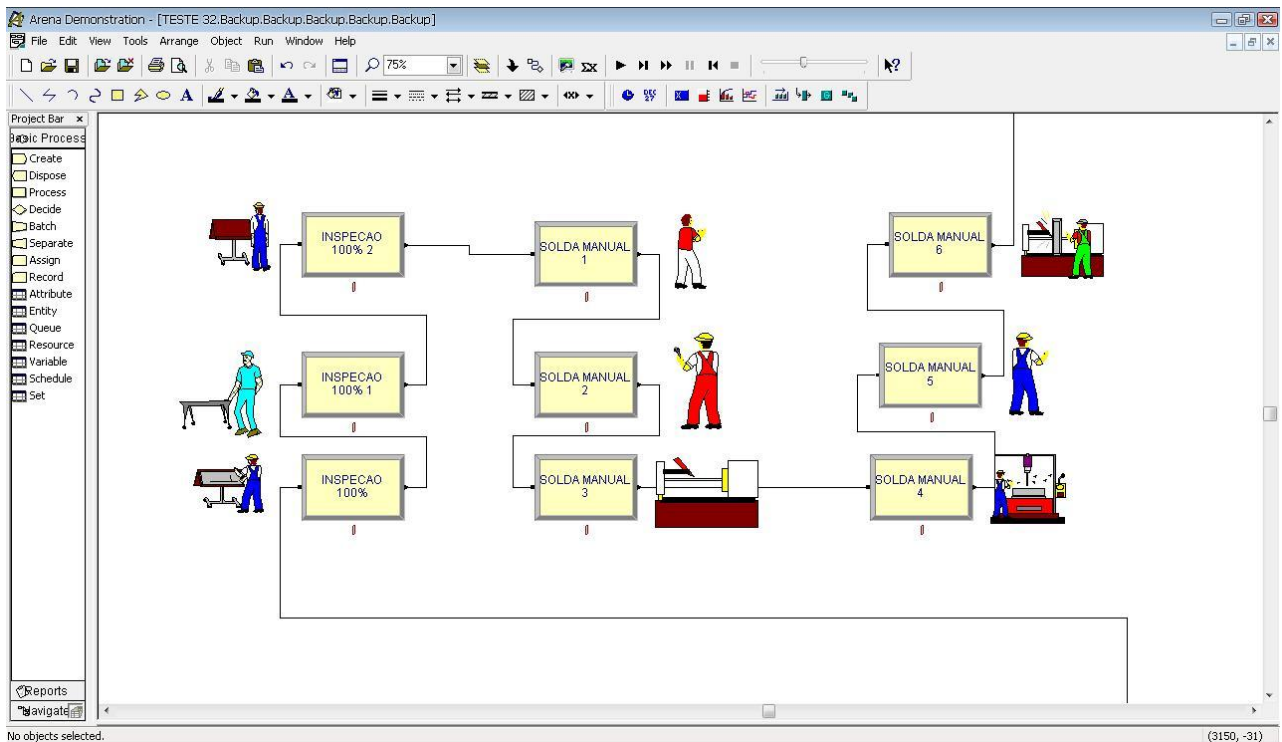 Arena Demonstration - [TESTE 32.Backup.Backup.Backup.Backup.Backup]
File Edit View Tools Arrange Object Run Window Help
75%
Project Bar ×
Basic Process
Create
Dispose
Process
Decide
Batch
Separate
Assign
Record
Attribute
Entity
Queue
Resource
Variable
Schedule
Set
Reports
Navigate
INSPECAO
100% 2
SOLDA MANUAL
1
SOLDA MANUAL
6
INSPECAO
100% 1
SOLDA MANUAL
2
SOLDA MANUAL
5
INSPECAO
100%
SOLDA MANUAL
3
SOLDA MANUAL
4
No objects selected.
(3150, -31)